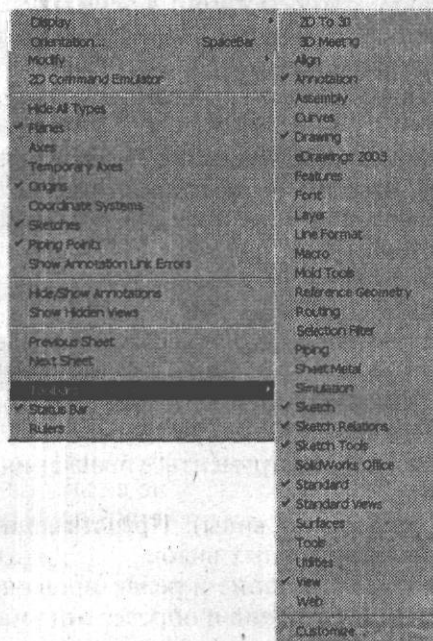 Display
Orientation... SpaceBar
Modify
2D Command Emulator
Hide All Types
Planes
Axes
Temporary Axes
Origins
Coordinate Systems
Sketches
Piping Points
Show Annotation Link Errors
Hide/Show Annotations
Show Hidden Views
Previous Sheet
Next Sheet
Toolbars
Status Bar
Rulers
2D To 3D
3D Meeting
Align
Annotation
Assembly
Curves
Drawing
eDrawings 2003
Features
Font
Layer
Line Format
Macro
Mold Tools
Reference Geometry
Routing
Selection Filter
Piping
Sheet Metal
Simulation
Sketch
Sketch Relations
Sketch Tools
SolidWorks Office
Standard
Standard Views
Surfaces
Tools
Utilities
View
Web
Customize